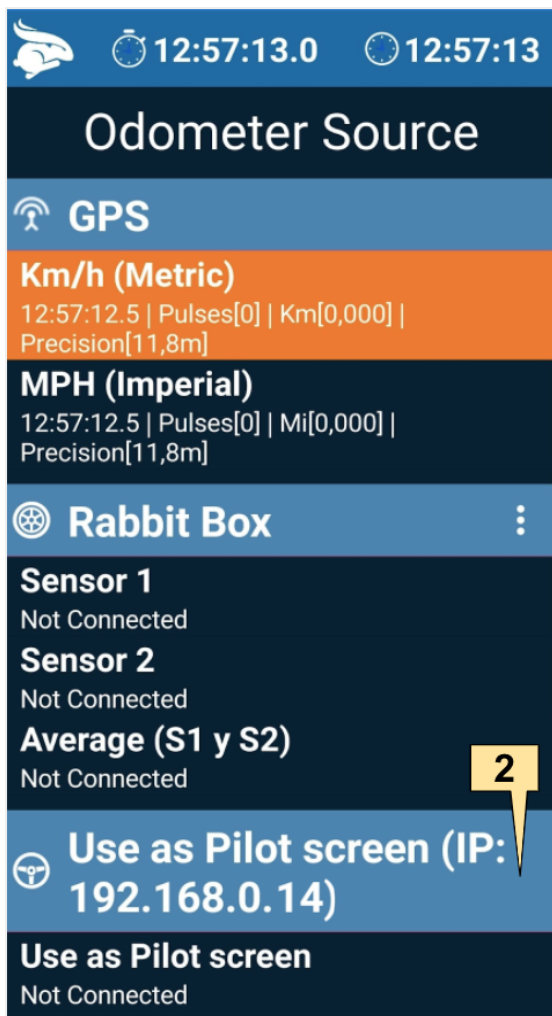 12:57:13.0 12:57:13
Odometer Source
GPS
Km/h (Metric)
12:57:12.5 | Pulses[0] | Km[0,000] |
Precision[11,8m]
MPH (Imperial)
12:57:12.5 | Pulses[0] | Mi[0,000] |
Precision[11,8m]
Rabbit Box
Sensor 1
Not Connected
Sensor 2
Not Connected
Average (S1 y S2)
Not Connected
2
Use as Pilot screen (IP:
192.168.0.14)
Use as Pilot screen
Not Connected